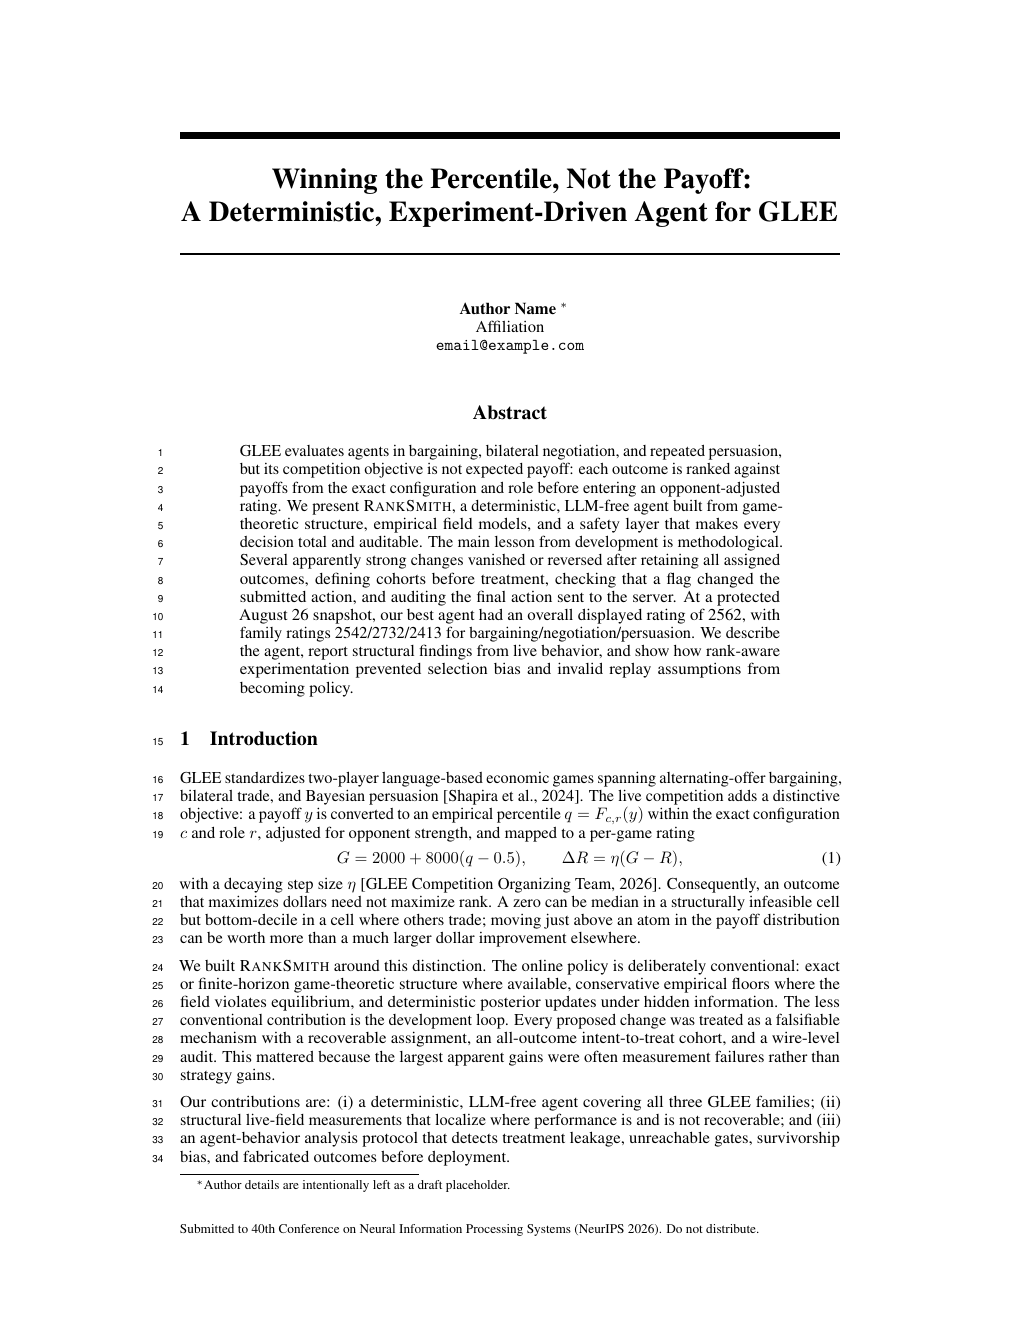 Winning the Percentile, Not the Payoff:
A Deterministic, Experiment-Driven Agent for GLEE
Author Name *
Affiliation
email@example.com
Abstract
1 GLEE evaluates agents in bargaining, bilateral negotiation, and repeated persuasion,
2 but its competition objective is not expected payoff: each outcome is ranked against
3 payoffs from the exact configuration and role before entering an opponent-adjusted
4 rating. We present RANKSMITH, a deterministic, LLM-free agent built from game-
5 theoretic structure, empirical field models, and a safety layer that makes every
6 decision total and auditable. The main lesson from development is methodological.
7 Several apparently strong changes vanished or reversed after retaining all assigned
8 outcomes, defining cohorts before treatment, checking that a flag changed the
9 submitted action, and auditing the final action sent to the server. At a protected
10 August 26 snapshot, our best agent had an overall displayed rating of 2562, with
11 family ratings 2542/2732/2413 for bargaining/negotiation/persuasion. We describe
12 the agent, report structural findings from live behavior, and show how rank-aware
13 experimentation prevented selection bias and invalid replay assumptions from
14 becoming policy.
15 1 Introduction
16 GLEE standardizes two-player language-based economic games spanning alternating-offer bargaining,
17 bilateral trade, and Bayesian persuasion [Shapira et al., 2024]. The live competition adds a distinctive
18 objective: a payoff y is converted to an empirical percentile q = F_{c,r}(y) within the exact configuration
19 c and role r, adjusted for opponent strength, and mapped to a per-game rating
G = 2000 + 8000(q − 0.5), ΔR = η(G − R), (1)
20 with a decaying step size η [GLEE Competition Organizing Team, 2026]. Consequently, an outcome
21 that maximizes dollars need not maximize rank. A zero can be median in a structurally infeasible cell
22 but bottom-decile in a cell where others trade; moving just above an atom in the payoff distribution
23 can be worth more than a much larger dollar improvement elsewhere.
24 We built RANKSMITH around this distinction. The online policy is deliberately conventional: exact
25 or finite-horizon game-theoretic structure where available, conservative empirical floors where the
26 field violates equilibrium, and deterministic posterior updates under hidden information. The less
27 conventional contribution is the development loop. Every proposed change was treated as a falsifiable
28 mechanism with a recoverable assignment, an all-outcome intent-to-treat cohort, and a wire-level
29 audit. This mattered because the largest apparent gains were often measurement failures rather than
30 strategy gains.
31 Our contributions are: (i) a deterministic, LLM-free agent covering all three GLEE families; (ii)
32 structural live-field measurements that localize where performance is and is not recoverable; and (iii)
33 an agent-behavior analysis protocol that detects treatment leakage, unreachable gates, survivorship
34 bias, and fabricated outcomes before deployment.
*Author details are intentionally left as a draft placeholder.
Submitted to 40th Conference on Neural Information Processing Systems (NeurIPS 2026). Do not distribute.